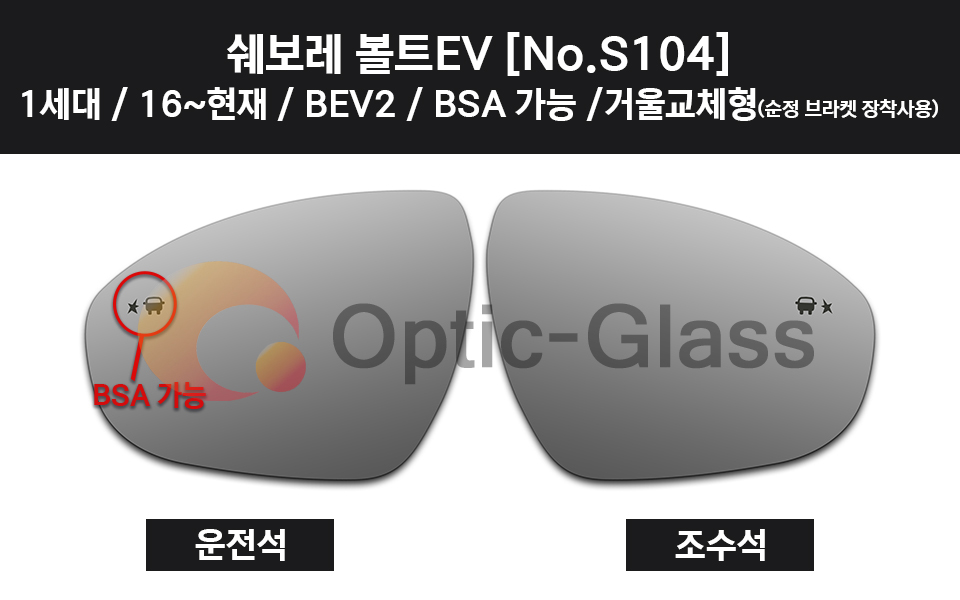 쉐보레 볼트EV [No.S104]
1세대 / 16~현재 / BEV2 / BSA 가능 /거울교체형(순정 브라켓 장착사용)
Optic-Glass
BSA 가능
운전석
조수석